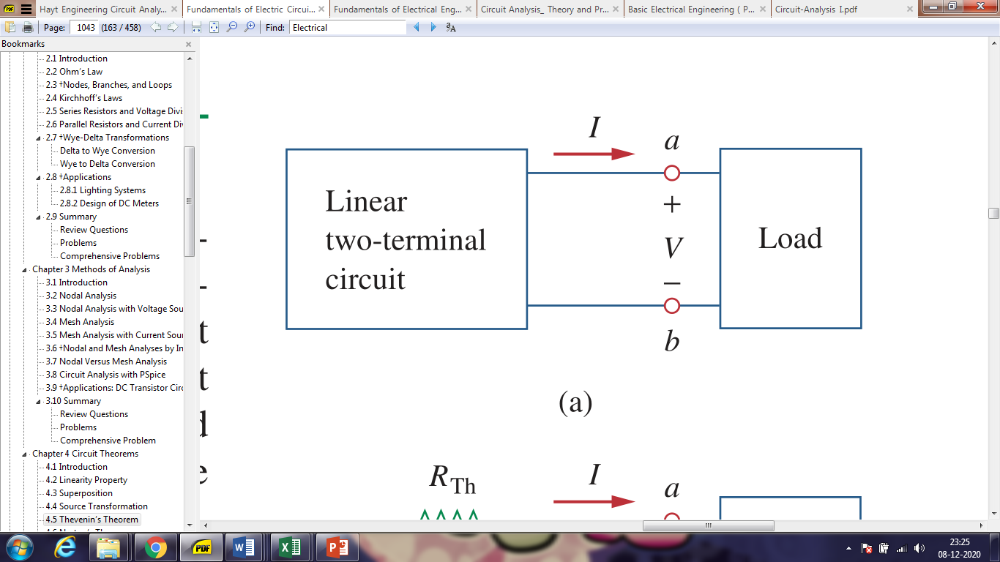 Hayt Engineering Circuit Analy...
Fundamentals of Electric Circui...
Fundamentals of Electrical Eng...
Circuit Analysis_ Theory and Pr...
Basic Electrical Engineering ( P...
Circuit-Analysis I.pdf
Page: 1043 (163 / 458)
Find: Electrical
Bookmarks
2.1 Introduction
2.2 Ohm's Law
2.3 †Nodes, Branches, and Loops
2.4 Kirchhoff's Laws
2.5 Series Resistors and Voltage Divi
2.6 Parallel Resistors and Current Div
2.7 †Wye-Delta Transformations
Delta to Wye Conversion
Wye to Delta Conversion
2.8 †Applications
2.8.1 Lighting Systems
2.8.2 Design of DC Meters
2.9 Summary
Review Questions
Problems
Comprehensive Problems
Chapter 3 Methods of Analysis
3.1 Introduction
3.2 Nodal Analysis
3.3 Nodal Analysis with Voltage Sou
3.4 Mesh Analysis
3.5 Mesh Analysis with Current Sour
3.6 †Nodal and Mesh Analyses by In
3.7 Nodal Versus Mesh Analysis
3.8 Circuit Analysis with PSpice
3.9 †Applications: DC Transistor Circ
3.10 Summary
Review Questions
Problems
Comprehensive Problem
Chapter 4 Circuit Theorems
4.1 Introduction
4.2 Linearity Property
4.3 Superposition
4.4 Source Transformation
4.5 Thevenin's Theorem
t
t
d
e
I
a
Linear
two-terminal
circuit
+
V
−
Load
b
(a)
R Th
I
a
PDF
23:25
08-12-2020